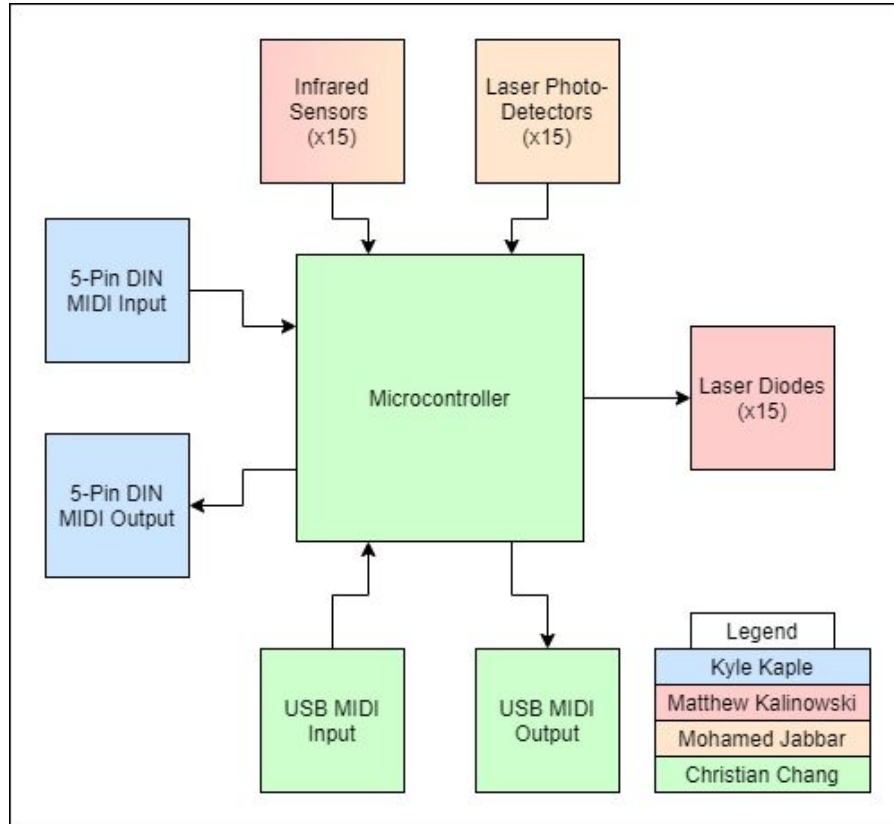 Infrared
Sensors
(x15)
Laser Photo-
Detectors
(x15)
5-Pin DIN
MIDI Input
Microcontroller
Laser Diodes
(x15)
5-Pin DIN
MIDI Output
USB MIDI
Input
USB MIDI
Output
Legend
Kyle Kaple
Matthew Kalinowski
Mohamed Jabbar
Christian Chang